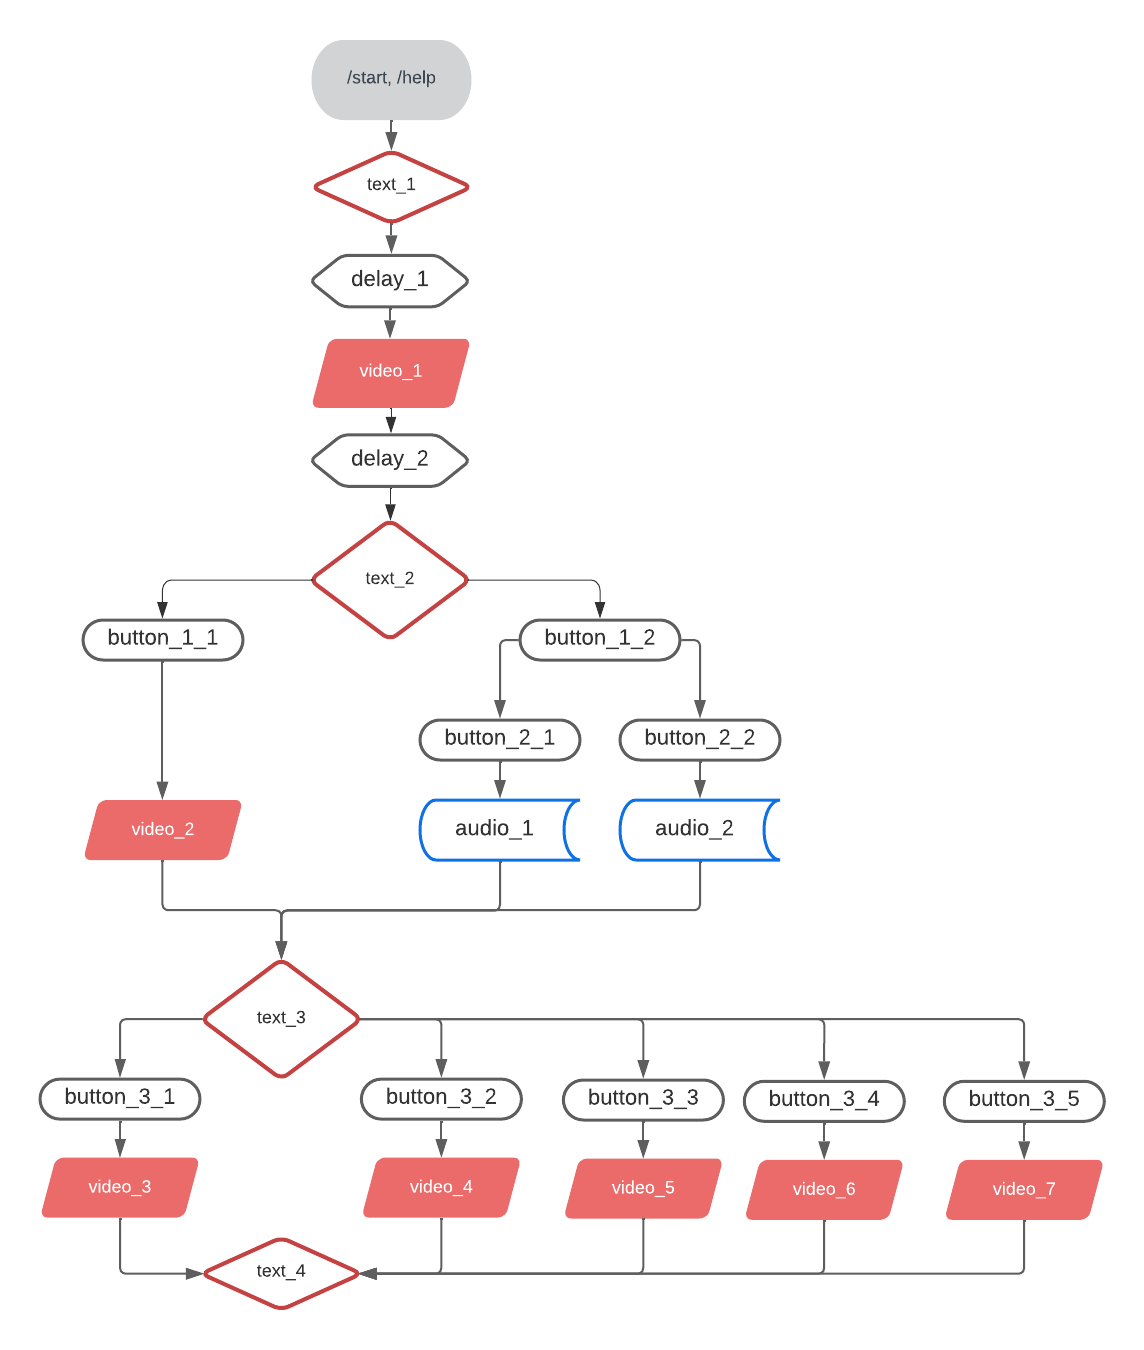 /start, /help
text_1
delay_1
video_1
delay_2
text_2
button_1_1
button_1_2
button_2_1
button_2_2
video_2
audio_1
audio_2
text_3
button_3_1
button_3_2
button_3_3
button_3_4
button_3_5
video_3
video_4
video_5
video_6
video_7
text_4